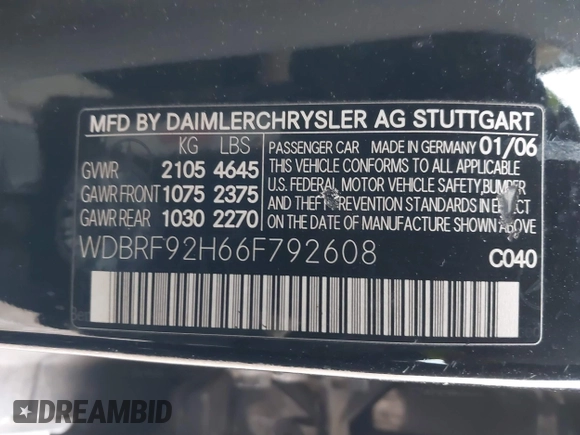 MFD BY DAIMLERCHRYSLER AG STUTTGART
KG LBS
GVWR 2105 4645
GAWR FRONT 1075 2375
GAWR REAR 1030 2270
PASSENGER CAR MADE IN GERMANY 01/06
THIS VEHICLE CONFORMS TO ALL APPLICABLE
U.S. FEDERAL MOTOR VEHICLE SAFETY, BUMPER
AND THEFT PREVENTION STANDARDS IN EFFECT
ON THE DATE OF MANUFACTURE SHOWN ABOVE
WDBRF92H66F792608
C040
DREAMBID